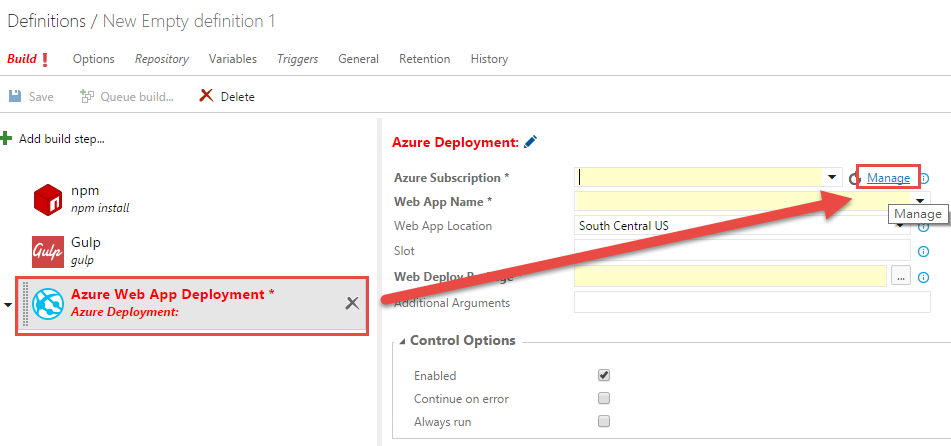 Definitions / New Empty definition 1
Build ! Options Repository Variables Triggers General Retention History
Save Queue build... Delete
Add build step...
npm
npm install
Gulp
Gulp
gulp
Azure Web App Deployment *
Azure Deployment:
Azure Deployment:
Azure Subscription * Manage
Web App Name *
Manage
Web App Location South Central US
Slot
Web Deploy Package ...
Additional Arguments
Control Options
Enabled
Continue on error
Always run